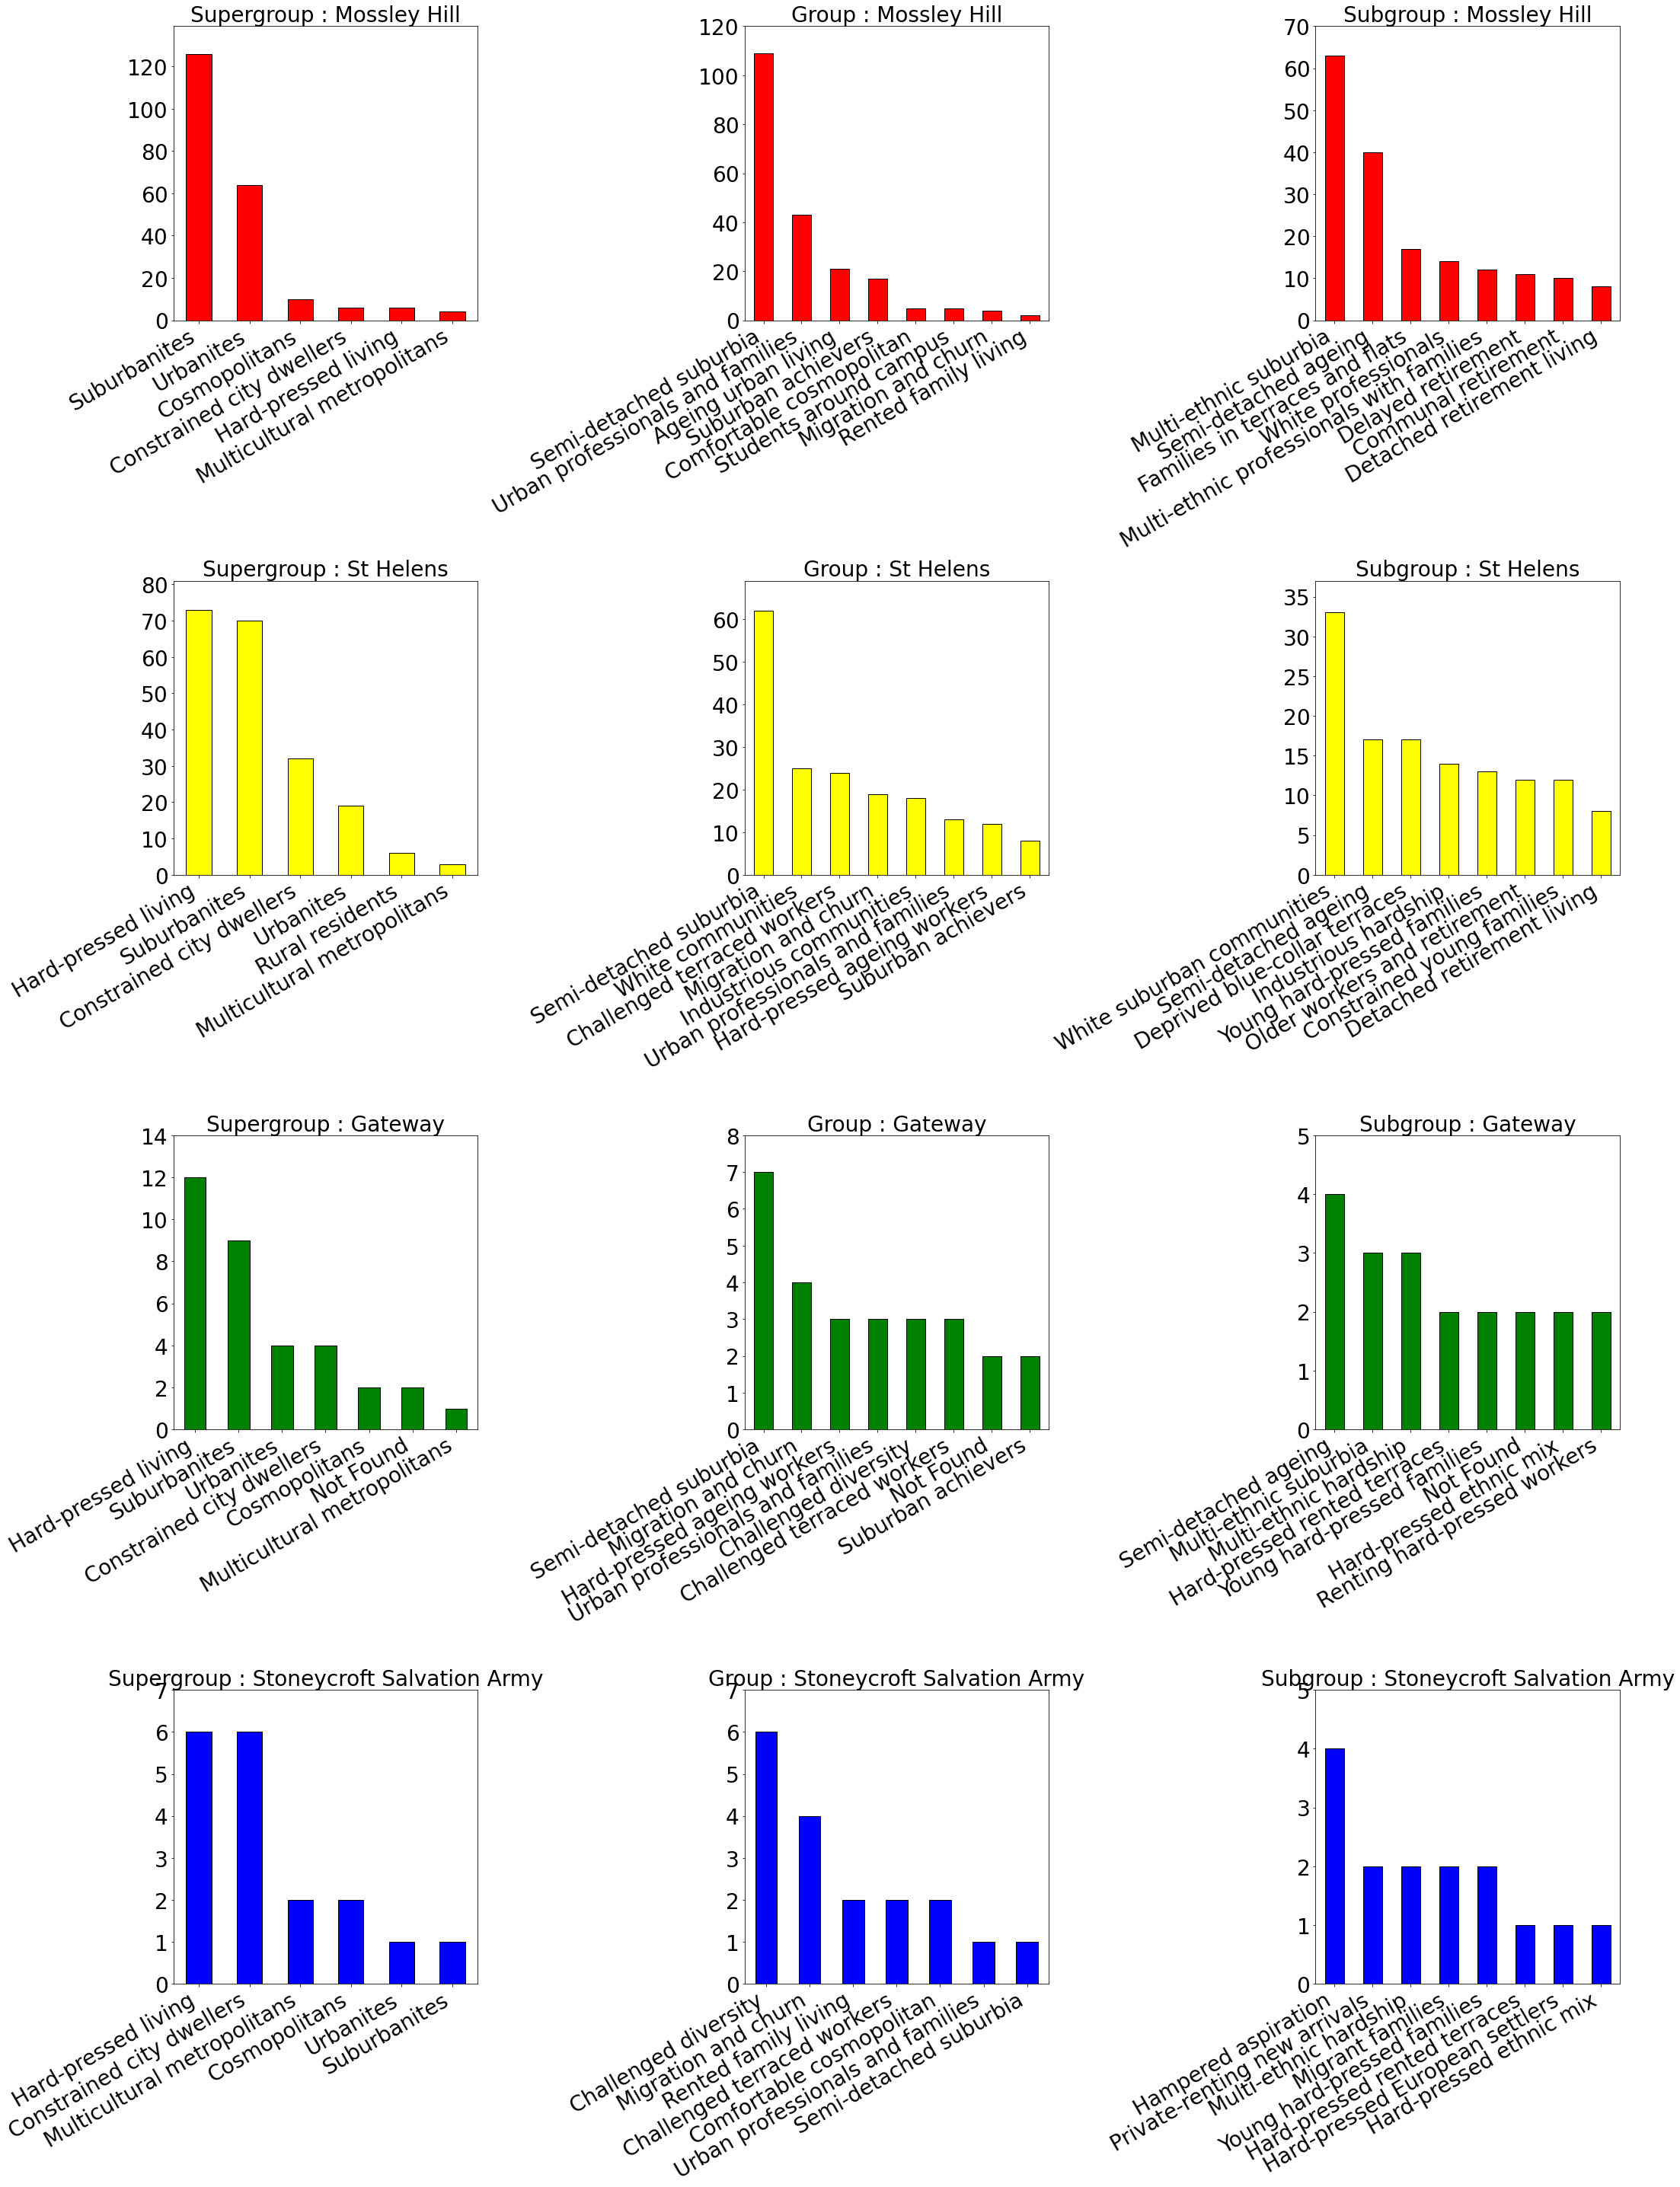 Supergroup : Mossley Hill
120
100
80
60
40
20
0
Suburbanites
Urbanites
Cosmopolitans
Constrained city dwellers
Hard-pressed living
Multicultural metropolitans
Group : Mossley Hill
120
100
80
60
40
20
0
Semi-detached suburbia
Urban professionals and families
Ageing urban living
Suburban achievers
Comfortable cosmopolitan
Students around campus
Migration and churn
Rented family living
Subgroup : Mossley Hill
70
60
50
40
30
20
10
0
Multi-ethnic suburbia
Semi-detached ageing
Families in terraces and flats
White professionals
Multi-ethnic professionals with families
Delayed retirement
Communal retirement
Detached retirement living
Supergroup : St Helens
80
70
60
50
40
30
20
10
0
Hard-pressed living
Suburbanites
Constrained city dwellers
Urbanites
Rural residents
Multicultural metropolitans
Group : St Helens
60
50
40
30
20
10
0
Semi-detached suburbia
White communities
Challenged terraced workers
Migration and churn
Industrious communities
Urban professionals and families
Hard-pressed ageing workers
Suburban achievers
Subgroup : St Helens
35
30
25
20
15
10
5
0
White suburban communities
Semi-detached ageing
Deprived blue-collar terraces
Industrious hardship
Young hard-pressed families
Older workers and retirement
Constrained young families
Detached retirement living
Supergroup : Gateway
14
12
10
8
6
4
2
0
Hard-pressed living
Suburbanites
Urbanites
Constrained city dwellers
Cosmopolitans
Not Found
Multicultural metropolitans
Group : Gateway
8
7
6
5
4
3
2
1
0
Semi-detached suburbia
Migration and churn
Hard-pressed ageing workers
Urban professionals and families
Challenged diversity
Challenged terraced workers
Not Found
Suburban achievers
Subgroup : Gateway
5
4
3
2
1
0
Semi-detached ageing
Multi-ethnic suburbia
Multi-ethnic hardship
Hard-pressed rented terraces
Young hard-pressed families
Not Found
Hard-pressed ethnic mix
Renting hard-pressed workers
Supergroup : Stoneycroft Salvation Army
7
6
5
4
3
2
1
0
Hard-pressed living
Constrained city dwellers
Multicultural metropolitans
Cosmopolitans
Urbanites
Suburbanites
Group : Stoneycroft Salvation Army
7
6
5
4
3
2
1
0
Challenged diversity
Migration and churn
Rented family living
Challenged terraced workers
Comfortable cosmopolitan
Urban professionals and families
Semi-detached suburbia
Subgroup : Stoneycroft Salvation Army
5
4
3
2
1
0
Hampered aspiration
Private-renting new arrivals
Multi-ethnic hardship
Migrant families
Young hard-pressed families
Hard-pressed rented terraces
Hard-pressed European settlers
Hard-pressed ethnic mix